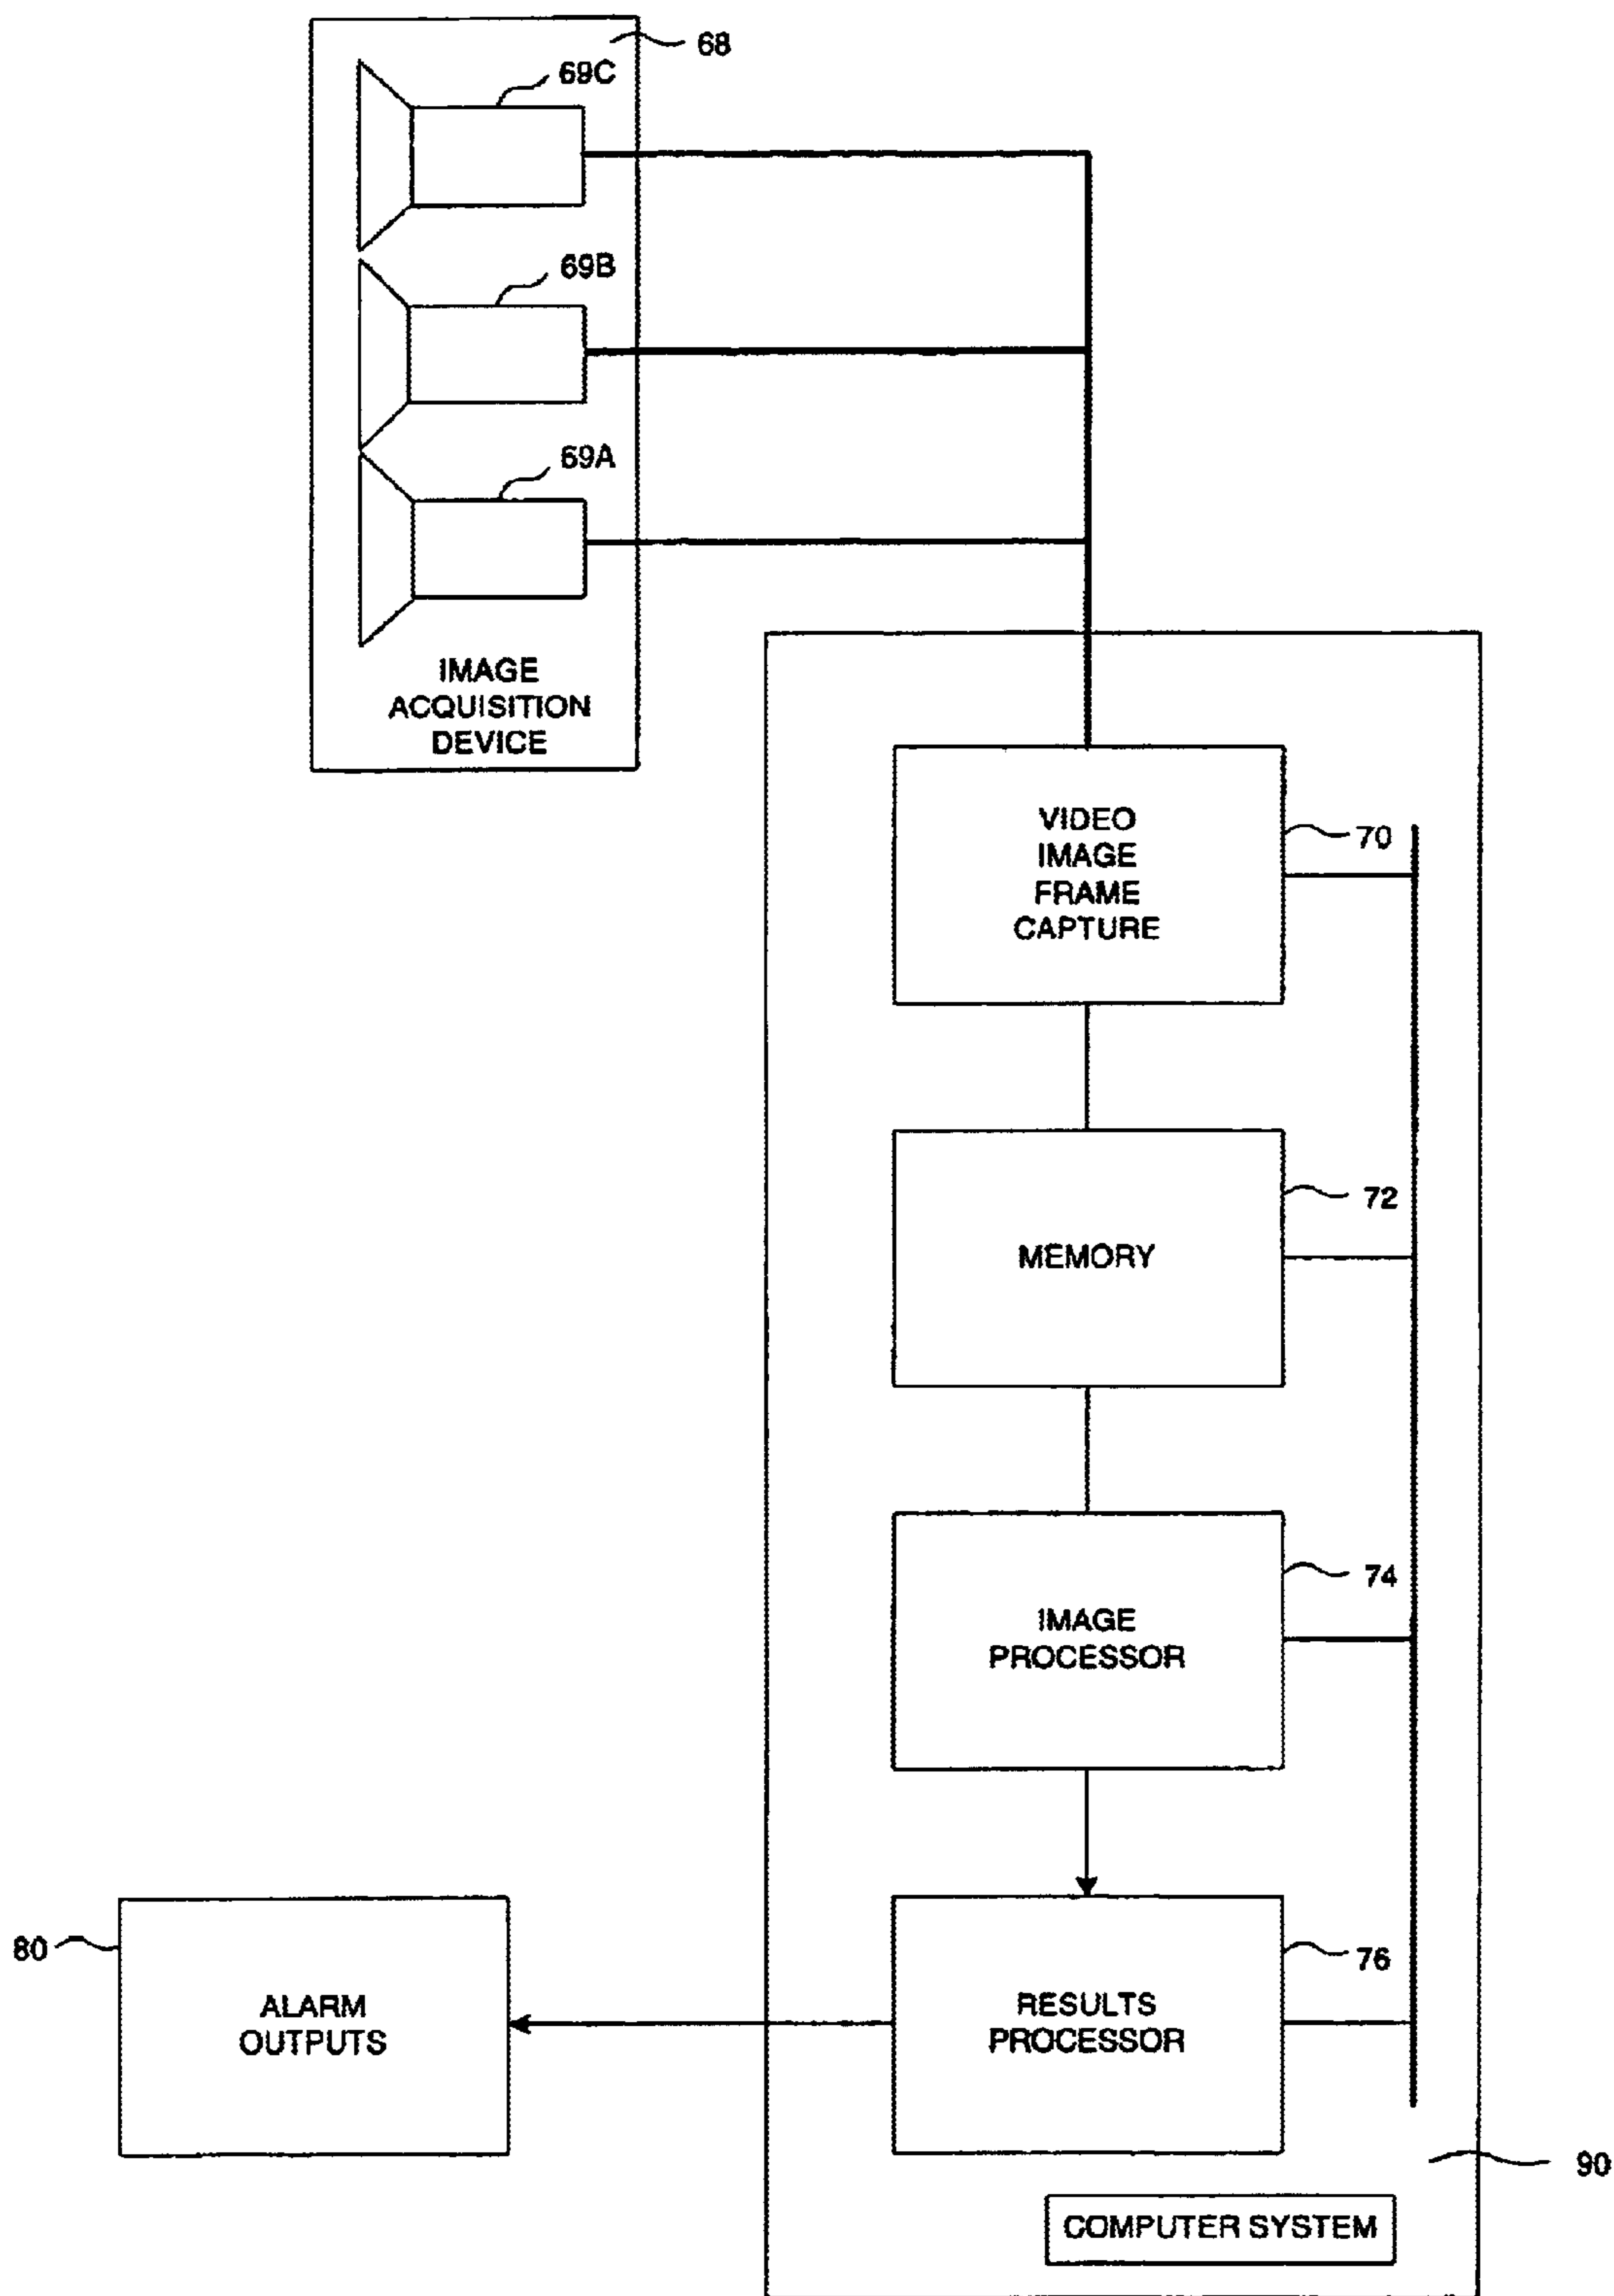 68
69C
69B
69A
IMAGE
ACQUISITION
DEVICE
VIDEO
IMAGE
FRAME
CAPTURE
70
72
MEMORY
74
IMAGE
PROCESSOR
76
RESULTS
PROCESSOR
80
ALARM
OUTPUTS
90
COMPUTER SYSTEM